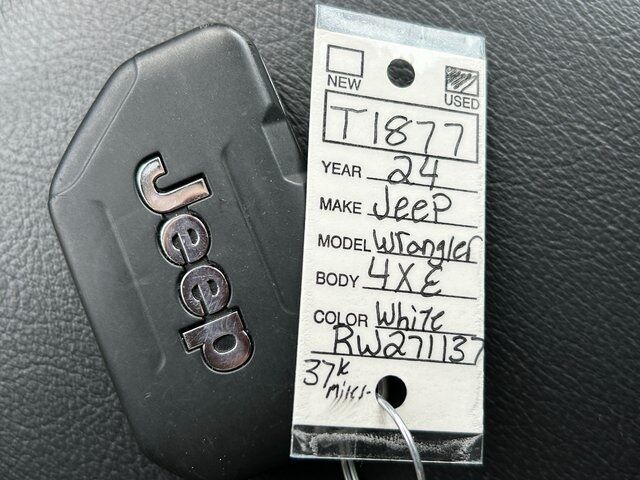 Jeep
NEW
USED
T1877
YEAR 24
MAKE Jeep
MODEL Wrangler
BODY 4XE
COLOR White
RW271137
37K
Miles-